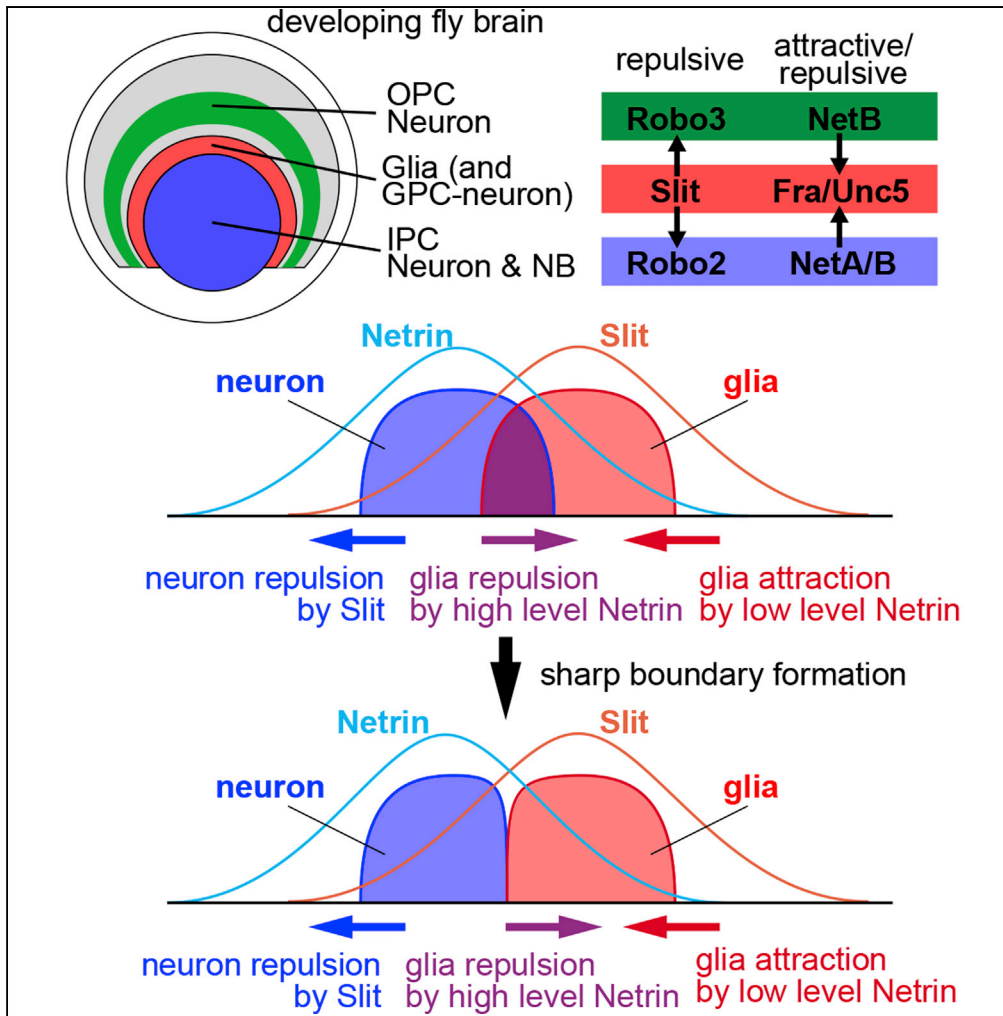 developing fly brain
OPC
Neuron
Glia (and
GPC-neuron)
IPC
Neuron & NB
repulsive
attractive/
repulsive
Robo3 NetB
Slit Fra/Unc5
Robo2 NetA/B
Netrin Slit
neuron glia
neuron repulsion
by Slit
glia repulsion
by high level Netrin
glia attraction
by low level Netrin
sharp boundary formation
Netrin Slit
neuron glia
neuron repulsion
by Slit
glia repulsion
by high level Netrin
glia attraction
by low level Netrin